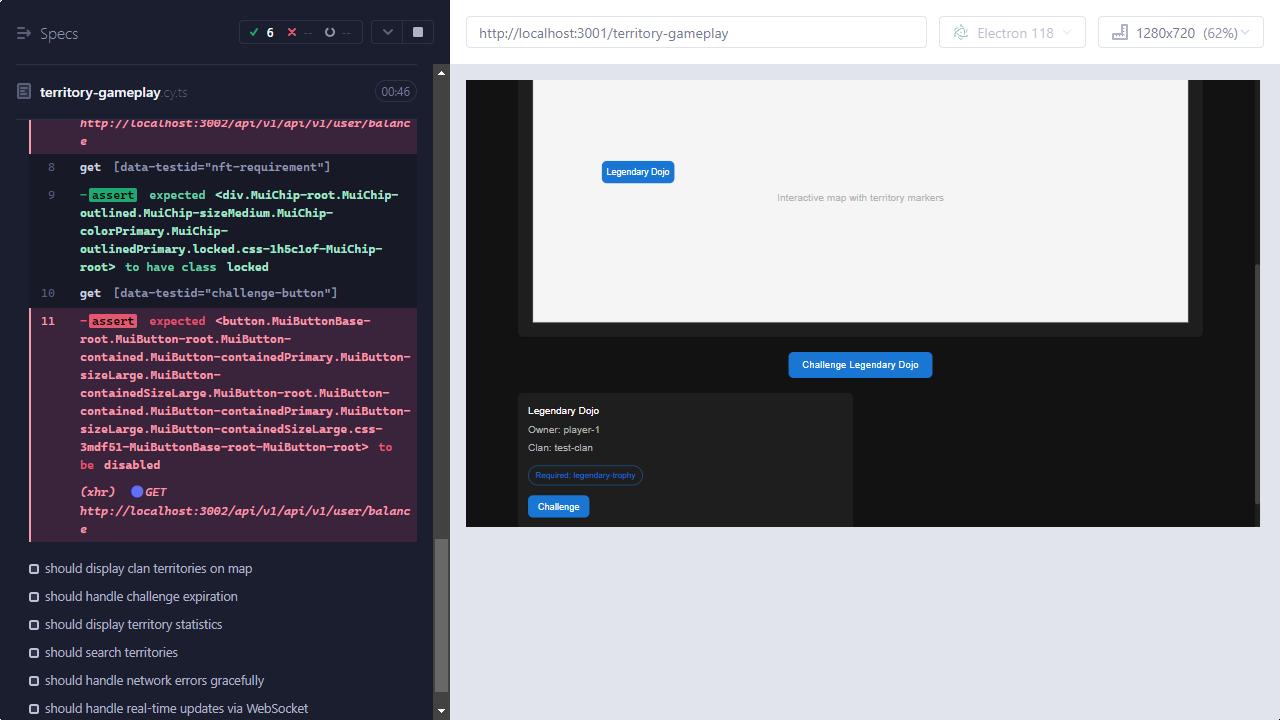 Specs
6
--
--
territory-gameplay.cy.ts
00:46
http://localhost:3002/api/v1/api/v1/user/balanc
e
8 get [data-testid="nft-requirement"]
9 -assert expected <div.MuiChip-root.MuiChip-
outlined.MuiChip-sizeMedium.MuiChip-
colorPrimary.MuiChip-
outlinedPrimary.locked.css-1h5c1of-MuiChip-
root> to have class locked
10 get [data-testid="challenge-button"]
11 -assert expected <button.MuiButtonBase-
root.MuiButton-root.MuiButton-
contained.MuiButton-containedPrimary.MuiButton-
sizeLarge.MuiButton-
containedSizeLarge.MuiButton-root.MuiButton-
contained.MuiButton-containedPrimary.MuiButton-
sizeLarge.MuiButton-containedSizeLarge.css-
3mdf61-MuiButtonBase-root-MuiButton-root> to
be disabled
(xhr) GET
http://localhost:3002/api/v1/api/v1/user/balanc
e
should display clan territories on map
should handle challenge expiration
should display territory statistics
should search territories
should handle network errors gracefully
should handle real-time updates via WebSocket
http://localhost:3001/territory-gameplay
Electron 118
1280x720 (62%)
Legendary Dojo
Interactive map with territory markers
Challenge Legendary Dojo
Legendary Dojo
Owner: player-1
Clan: test-clan
Required: legendary-trophy
Challenge